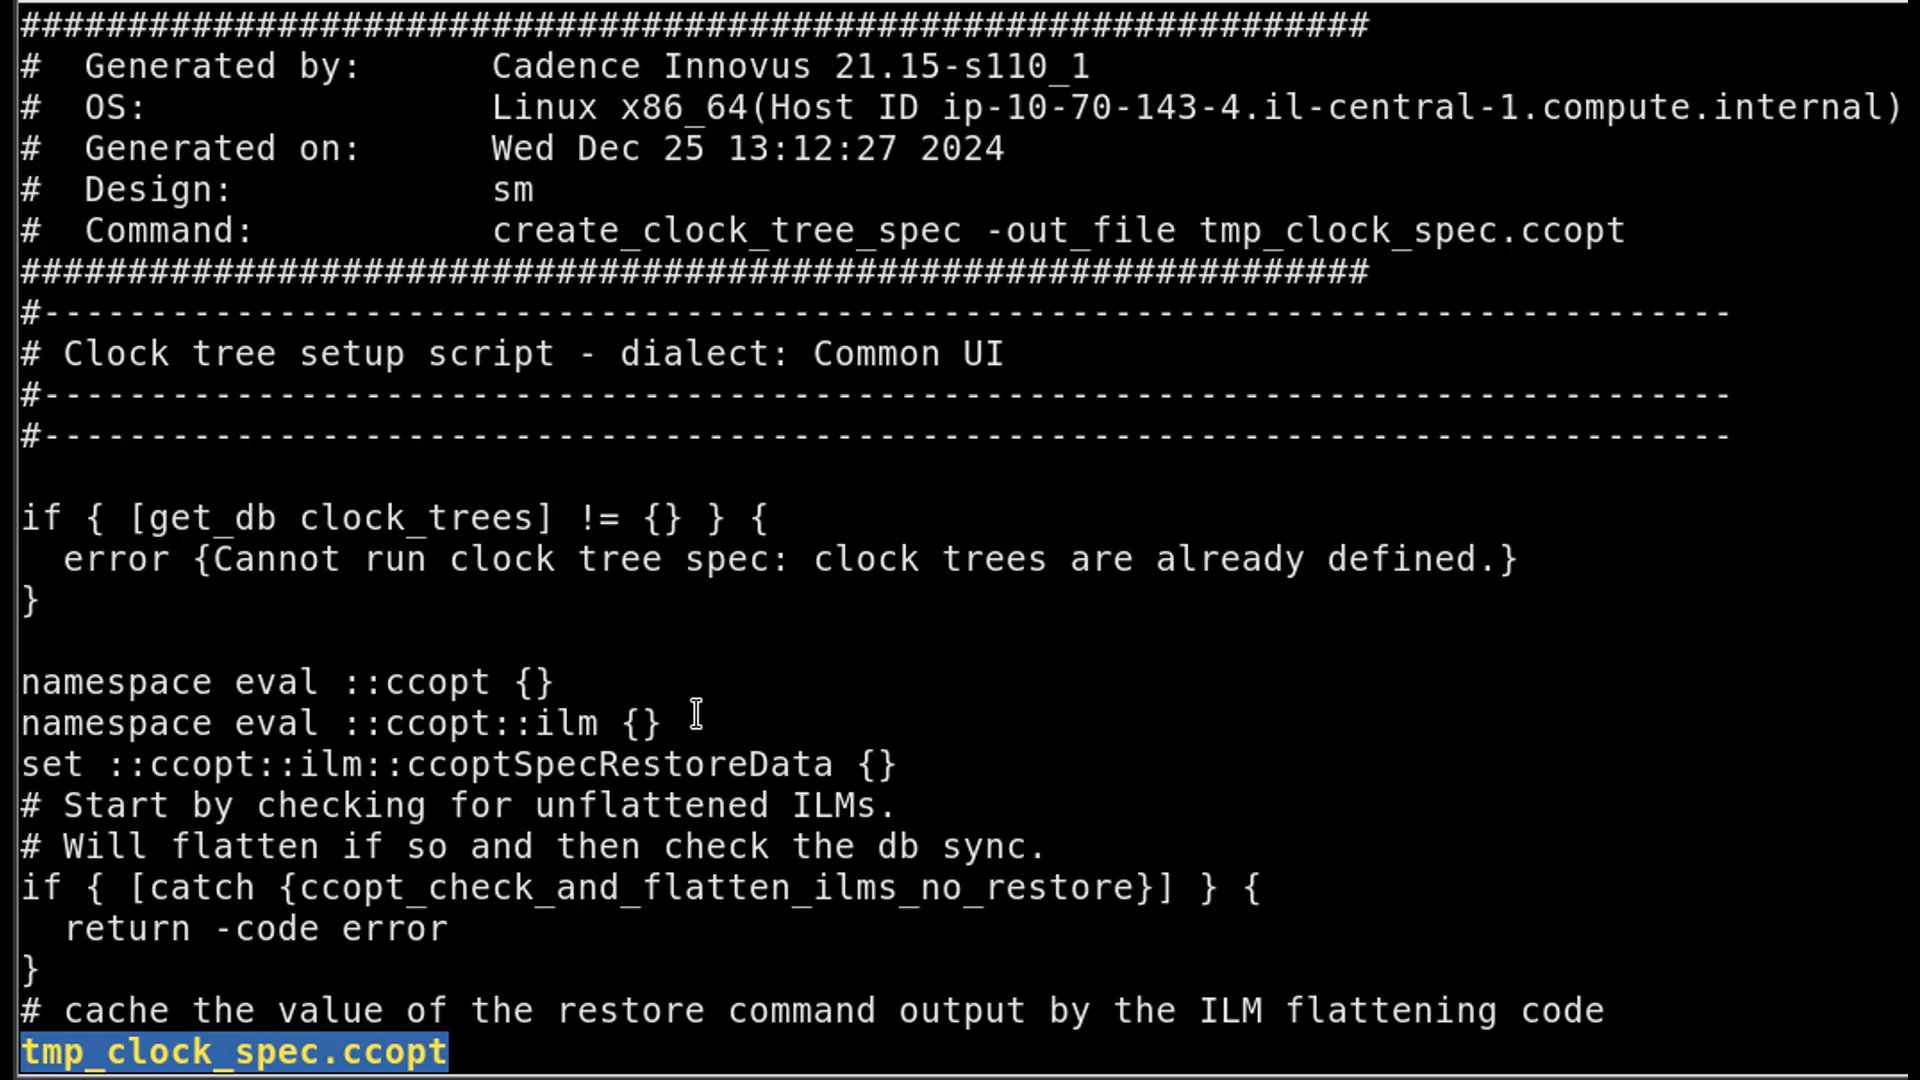 ###############################################################
#  Generated by:      Cadence Innovus 21.15-s110_1
#  OS:                Linux x86_64(Host ID ip-10-70-143-4.il-central-1.compute.internal)
#  Generated on:      Wed Dec 25 13:12:27 2024
#  Design:            sm
#  Command:           create_clock_tree_spec -out_file tmp_clock_spec.ccopt
###############################################################
#-------------------------------------------------------------------------------
# Clock tree setup script - dialect: Common UI
#-------------------------------------------------------------------------------
#-------------------------------------------------------------------------------

if { [get_db clock_trees] != {} } {
  error {Cannot run clock tree spec: clock trees are already defined.}
}

namespace eval ::ccopt {}
namespace eval ::ccopt::ilm {}
set ::ccopt::ilm::ccoptSpecRestoreData {}
# Start by checking for unflattened ILMs.
# Will flatten if so and then check the db sync.
if { [catch {ccopt_check_and_flatten_ilms_no_restore}] } {
  return -code error
}
# cache the value of the restore command output by the ILM flattening code
tmp_clock_spec.ccopt